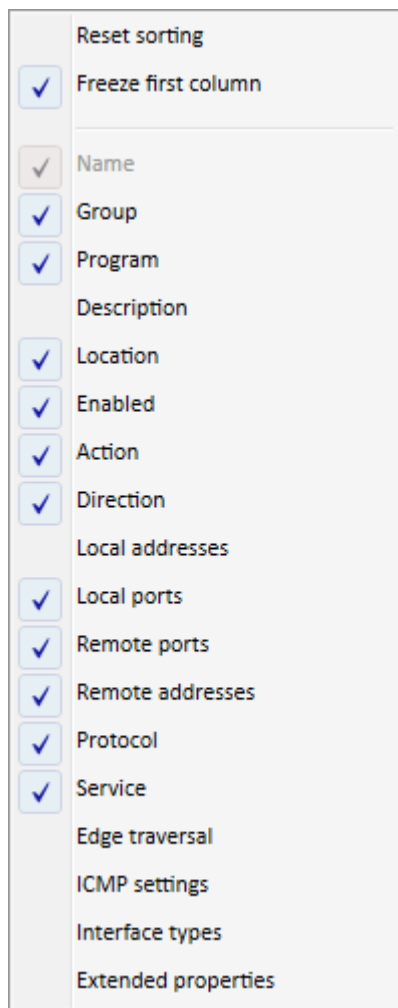 Reset sorting
Freeze first column
Name
Group
Program
Description
Location
Enabled
Action
Direction
Local addresses
Local ports
Remote ports
Remote addresses
Protocol
Service
Edge traversal
ICMP settings
Interface types
Extended properties